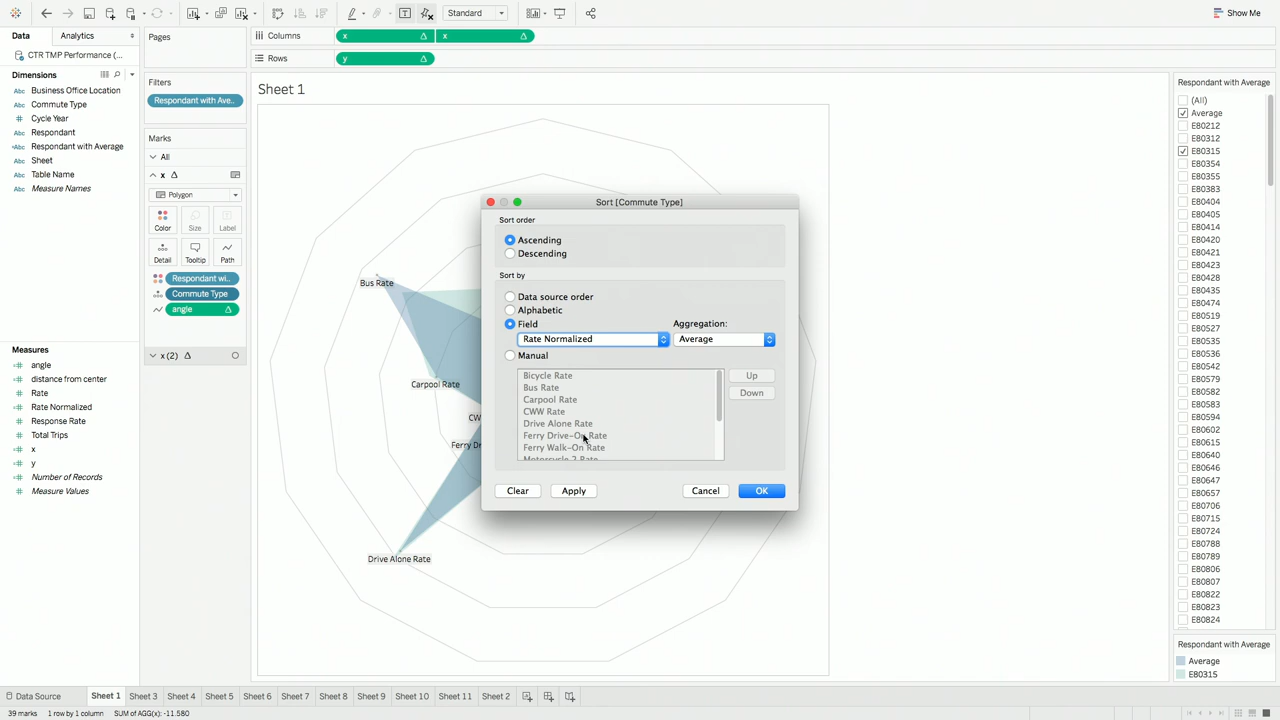 Standard
Show Me
Data
Analytics
Pages
Columns
x
x
CTR TMP Performance (...
Rows
y
Dimensions
Business Office Location
Commute Type
Cycle Year
Respondant
Respondant with Average
Sheet
Table Name
Measure Names
Filters
Respondant with Ave..
Marks
All
x
Polygon
Color
Size
Label
Detail
Tooltip
Path
Respondant wi..
Commute Type
angle
x (2)
Measures
angle
distance from center
Rate
Rate Normalized
Response Rate
Total Trips
x
y
Number of Records
Measure Values
Sheet 1
Bus Rate
Carpool Rate
CW
Ferry Dr
Drive Alone Rate
Sort [Commute Type]
Sort order
Ascending
Descending
Sort by
Data source order
Alphabetic
Field
Aggregation:
Rate Normalized
Average
Manual
Bicycle Rate
Bus Rate
Carpool Rate
CWW Rate
Drive Alone Rate
Ferry Drive-On Rate
Ferry Walk-On Rate
Motorcycle 2 Rate
Up
Down
Clear
Apply
Cancel
OK
Respondant with Average
(All)
Average
E80212
E80312
E80315
E80354
E80355
E80383
E80404
E80405
E80414
E80420
E80421
E80423
E80428
E80435
E80474
E80519
E80527
E80535
E80536
E80542
E80579
E80582
E80583
E80594
E80602
E80615
E80640
E80646
E80647
E80657
E80706
E80715
E80724
E80788
E80789
E80806
E80807
E80822
E80823
E80824
Respondant with Average
Average
E80315
Data Source
Sheet 1
Sheet 3
Sheet 4
Sheet 5
Sheet 6
Sheet 7
Sheet 8
Sheet 9
Sheet 10
Sheet 11
Sheet 2
39 marks
1 row by 1 column
SUM of AGG(x): -11.580